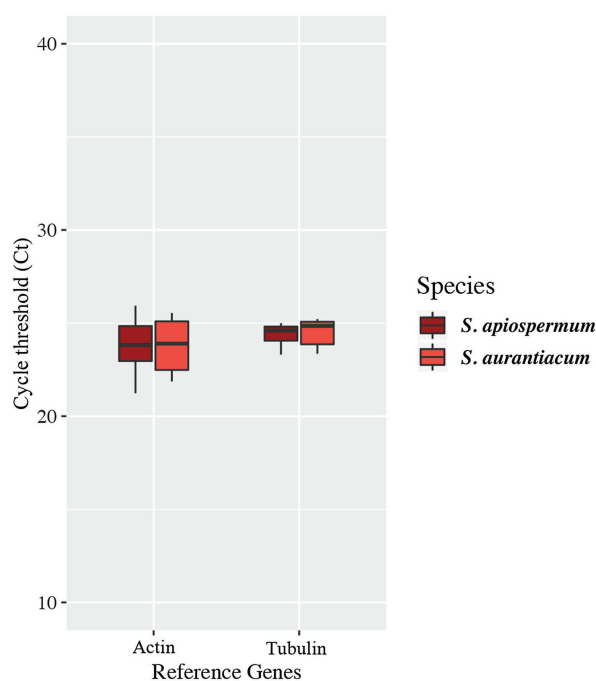 Cycle threshold (Ct)
40
30
20
10
Actin
Tubulin
Reference Genes
Species
S. apiospermum
S. aurantiacum